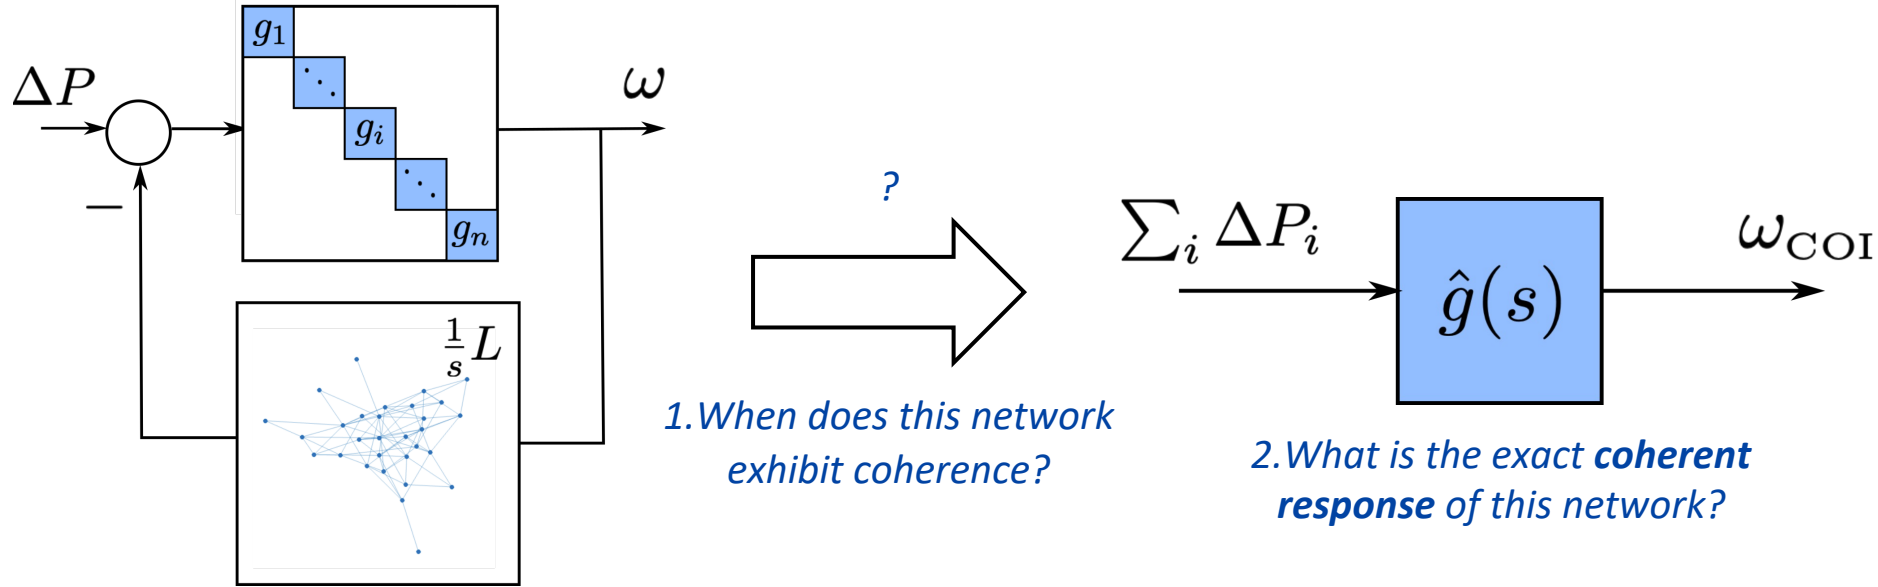 ΔP
−
g₁
⋱
gᵢ
⋱
gₙ
ω
1/s L
?
1.When does this network
exhibit coherence?
∑ᵢ ΔPᵢ
ĝ(s)
ω_COI
2.What is the exact coherent
response of this network?